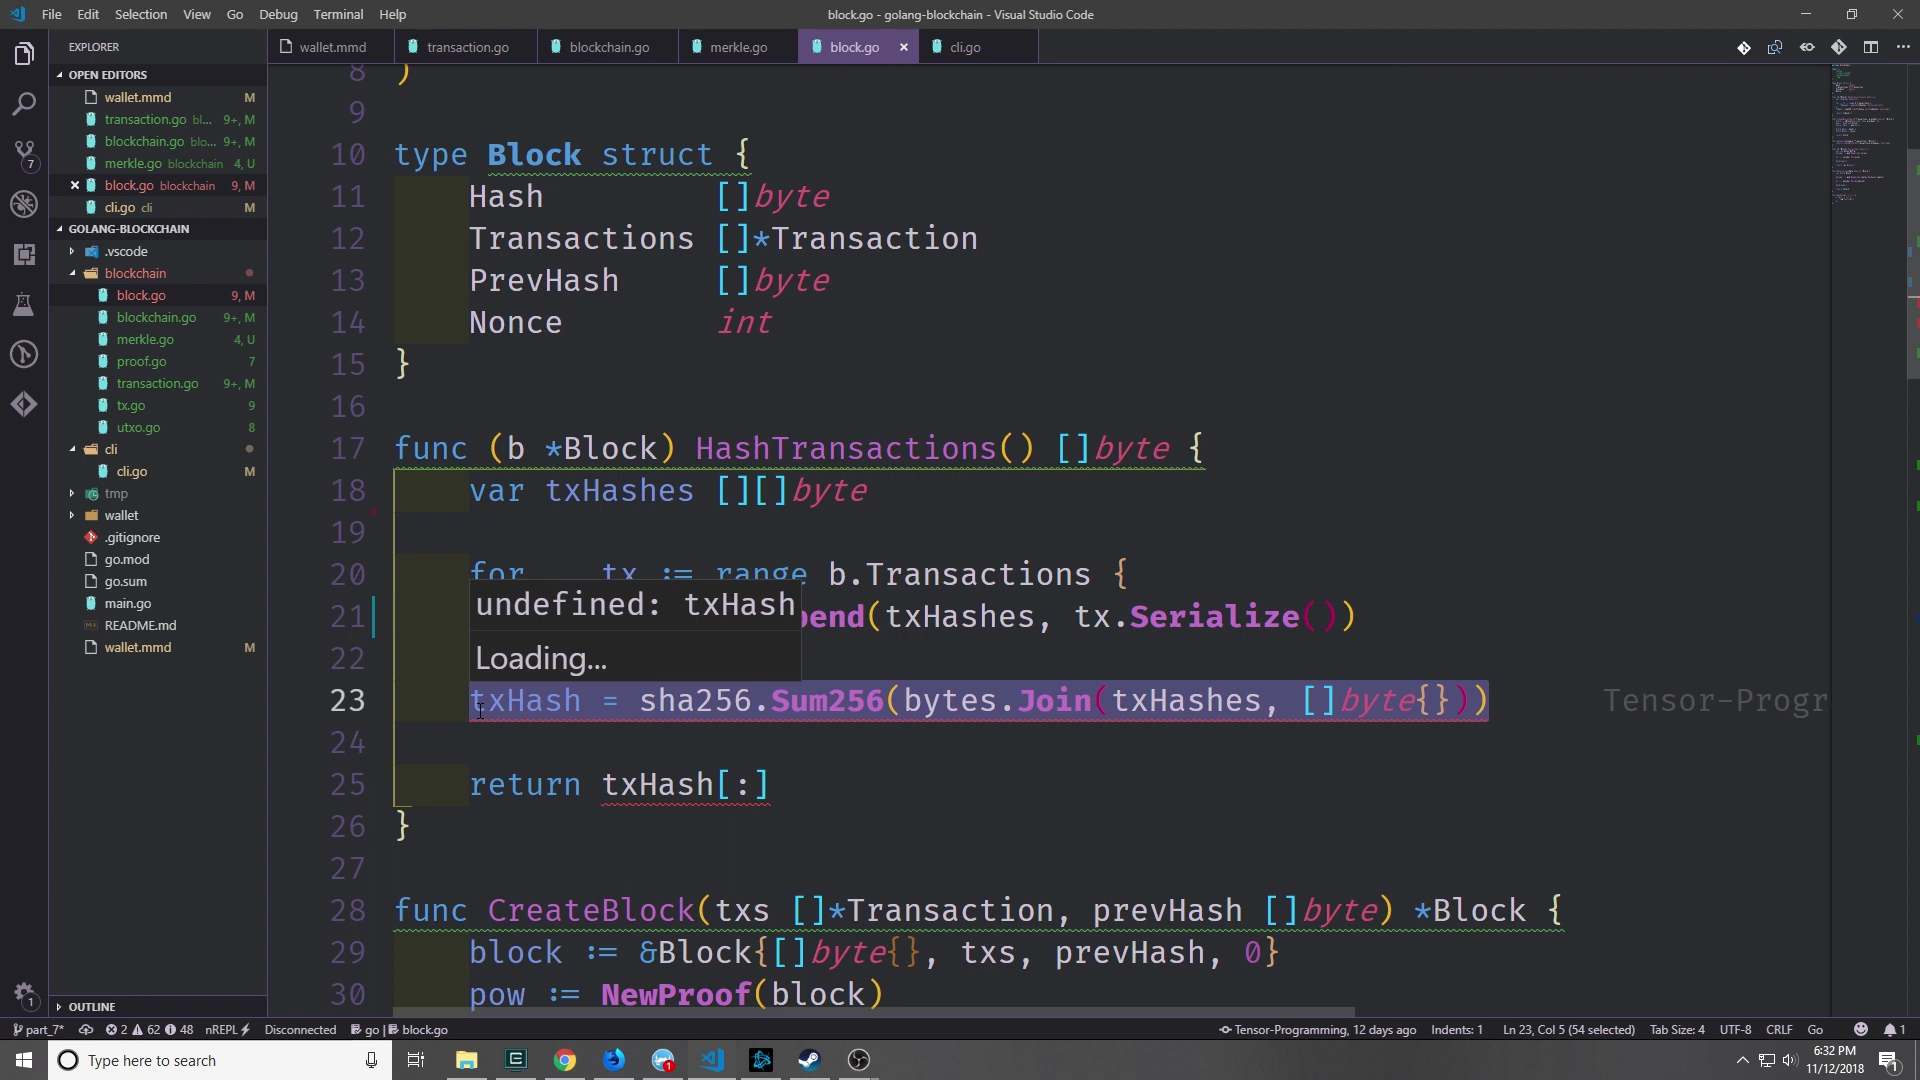 File Edit Selection View Go Debug Terminal Help
block.go - golang-blockchain - Visual Studio Code
EXPLORER
wallet.mmd transaction.go blockchain.go merkle.go block.go × cli.go
OPEN EDITORS
wallet.mmd M
transaction.go bl... 9+, M
blockchain.go blo... 9+, M
merkle.go blockchain 4, U
× block.go blockchain 9, M
cli.go cli M
GOLANG-BLOCKCHAIN
.vscode
blockchain
block.go 9, M
blockchain.go 9+, M
merkle.go 4, U
proof.go 7
transaction.go 9+, M
tx.go 9
utxo.go 8
cli
cli.go M
tmp
wallet
.gitignore
go.mod
go.sum
main.go
README.md
wallet.mmd M
OUTLINE
7
1
8 )
9
10 type Block struct {
11 Hash []byte
12 Transactions []*Transaction
13 PrevHash []byte
14 Nonce int
15 }
16
17 func (b *Block) HashTransactions() []byte {
18 var txHashes [][]byte
19
20 for _, tx := range b.Transactions {
undefined: txHash
21 pend(txHashes, tx.Serialize())
Loading...
22
23 txHash = sha256.Sum256(bytes.Join(txHashes, []byte{})) Tensor-Progr
24
25 return txHash[:]
26 }
27
28 func CreateBlock(txs []*Transaction, prevHash []byte) *Block {
29 block := &Block{[]byte{}, txs, prevHash, 0}
30 pow := NewProof(block)
part_7* 2 62 48 nREPL Disconnected go | block.go Tensor-Programming, 12 days ago Indents: 1 Ln 23, Col 5 (54 selected) Tab Size: 4 UTF-8 CRLF Go 1
Type here to search
1
6:32 PM
11/12/2018
1